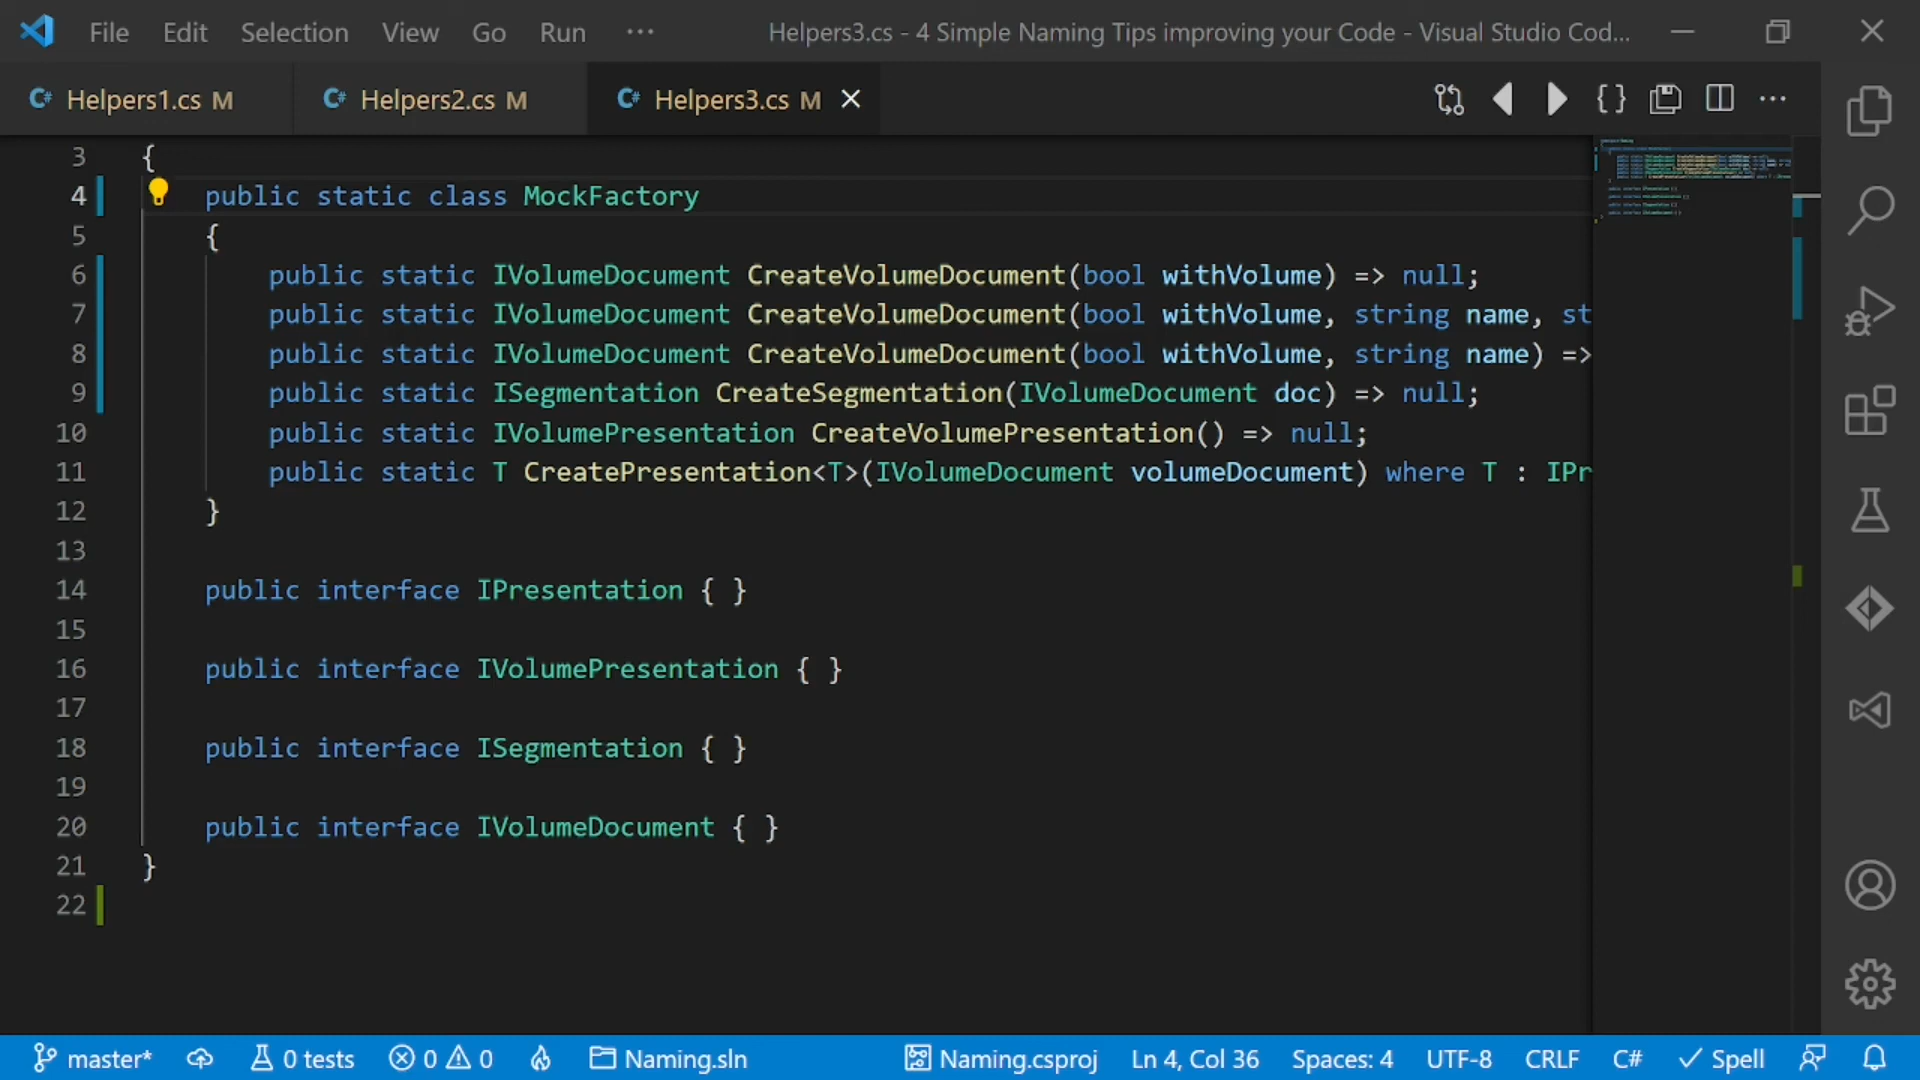 File Edit Selection View Go Run ··· Helpers3.cs - 4 Simple Naming Tips improving your Code - Visual Studio Cod...
C# Helpers1.cs M C# Helpers2.cs M C# Helpers3.cs M
3 {
4 public static class MockFactory
5 {
6 public static IVolumeDocument CreateVolumeDocument(bool withVolume) => null;
7 public static IVolumeDocument CreateVolumeDocument(bool withVolume, string name, st
8 public static IVolumeDocument CreateVolumeDocument(bool withVolume, string name) =>
9 public static ISegmentation CreateSegmentation(IVolumeDocument doc) => null;
10 public static IVolumePresentation CreateVolumePresentation() => null;
11 public static T CreatePresentation<T>(IVolumeDocument volumeDocument) where T : IPr
12 }
13
14 public interface IPresentation { }
15
16 public interface IVolumePresentation { }
17
18 public interface ISegmentation { }
19
20 public interface IVolumeDocument { }
21 }
22
master* 0 tests 0 0 Naming.sln Naming.csproj Ln 4, Col 36 Spaces: 4 UTF-8 CRLF C# Spell